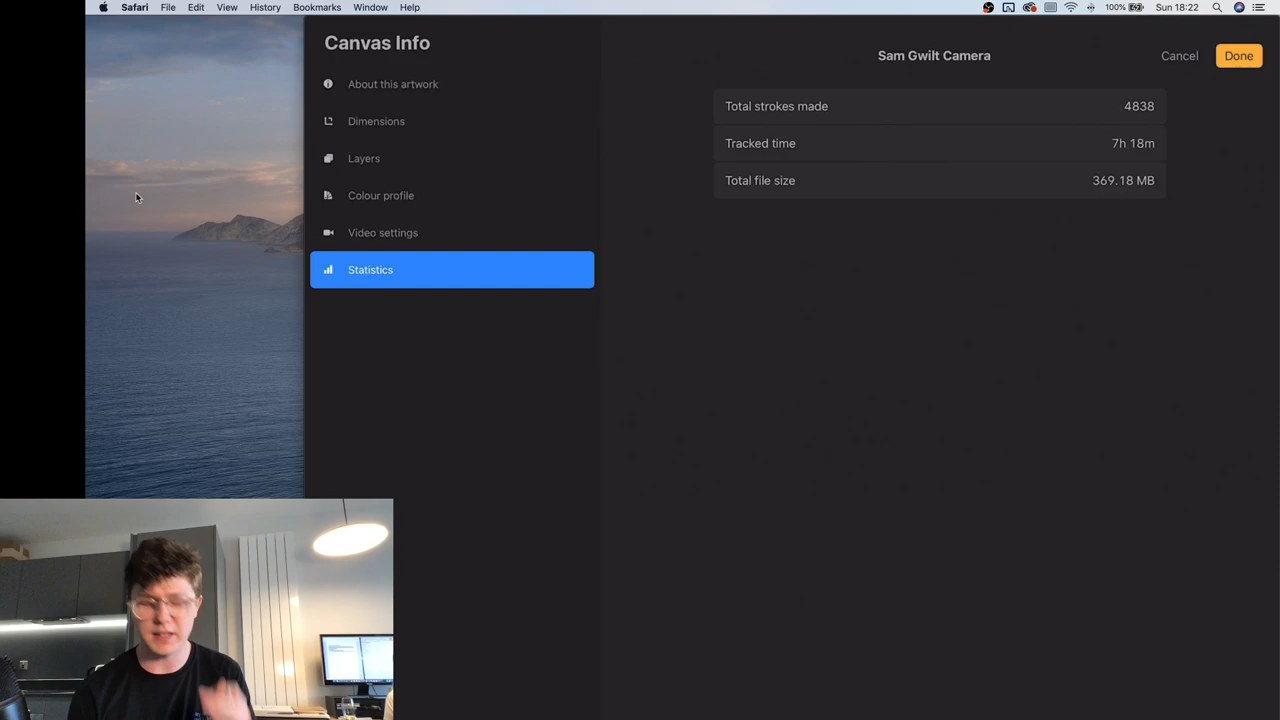 Safari File Edit View History Bookmarks Window Help 100% Sun 18:22
Canvas Info
About this artwork
Dimensions
Layers
Colour profile
Video settings
Statistics
Sam Gwilt Camera
Cancel
Done
Total strokes made 4838
Tracked time 7h 18m
Total file size 369.18 MB